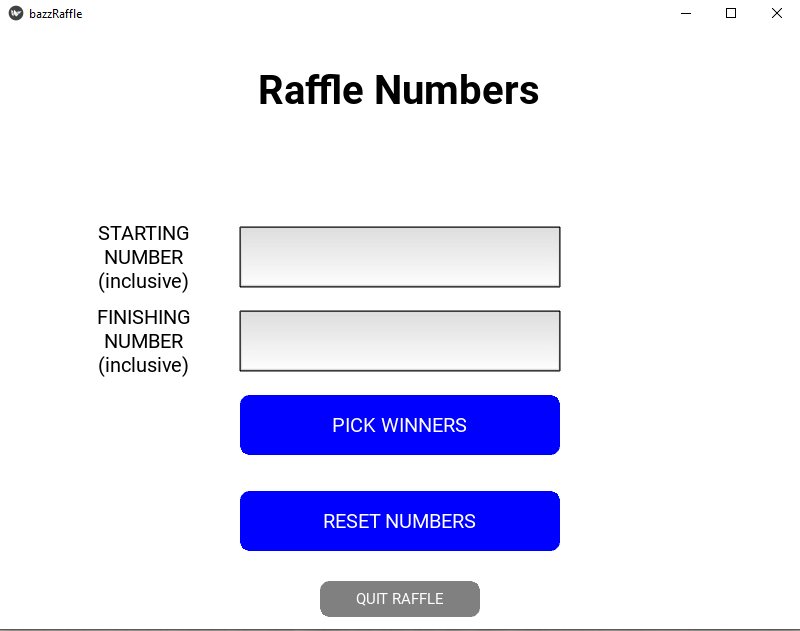 bazzRaffle
Raffle Numbers
STARTING
NUMBER
(inclusive)
FINISHING
NUMBER
(inclusive)
PICK WINNERS
RESET NUMBERS
QUIT RAFFLE